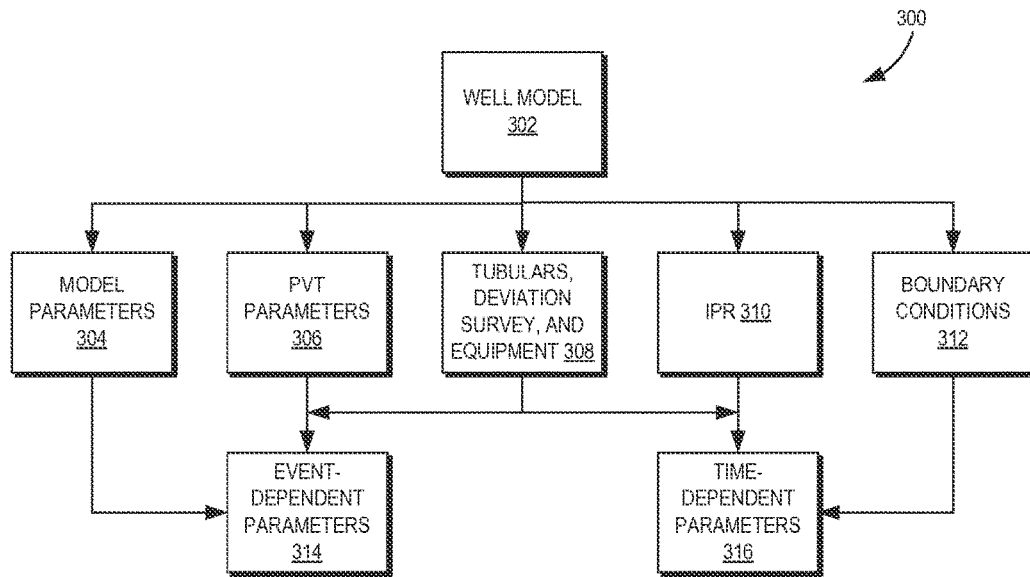 300
WELL MODEL
302
MODEL
PARAMETERS
304
PVT
PARAMETERS
306
TUBULARS,
DEVIATION
SURVEY, AND
EQUIPMENT 308
IPR 310
BOUNDARY
CONDITIONS
312
EVENT-
DEPENDENT
PARAMETERS
314
TIME-
DEPENDENT
PARAMETERS
316